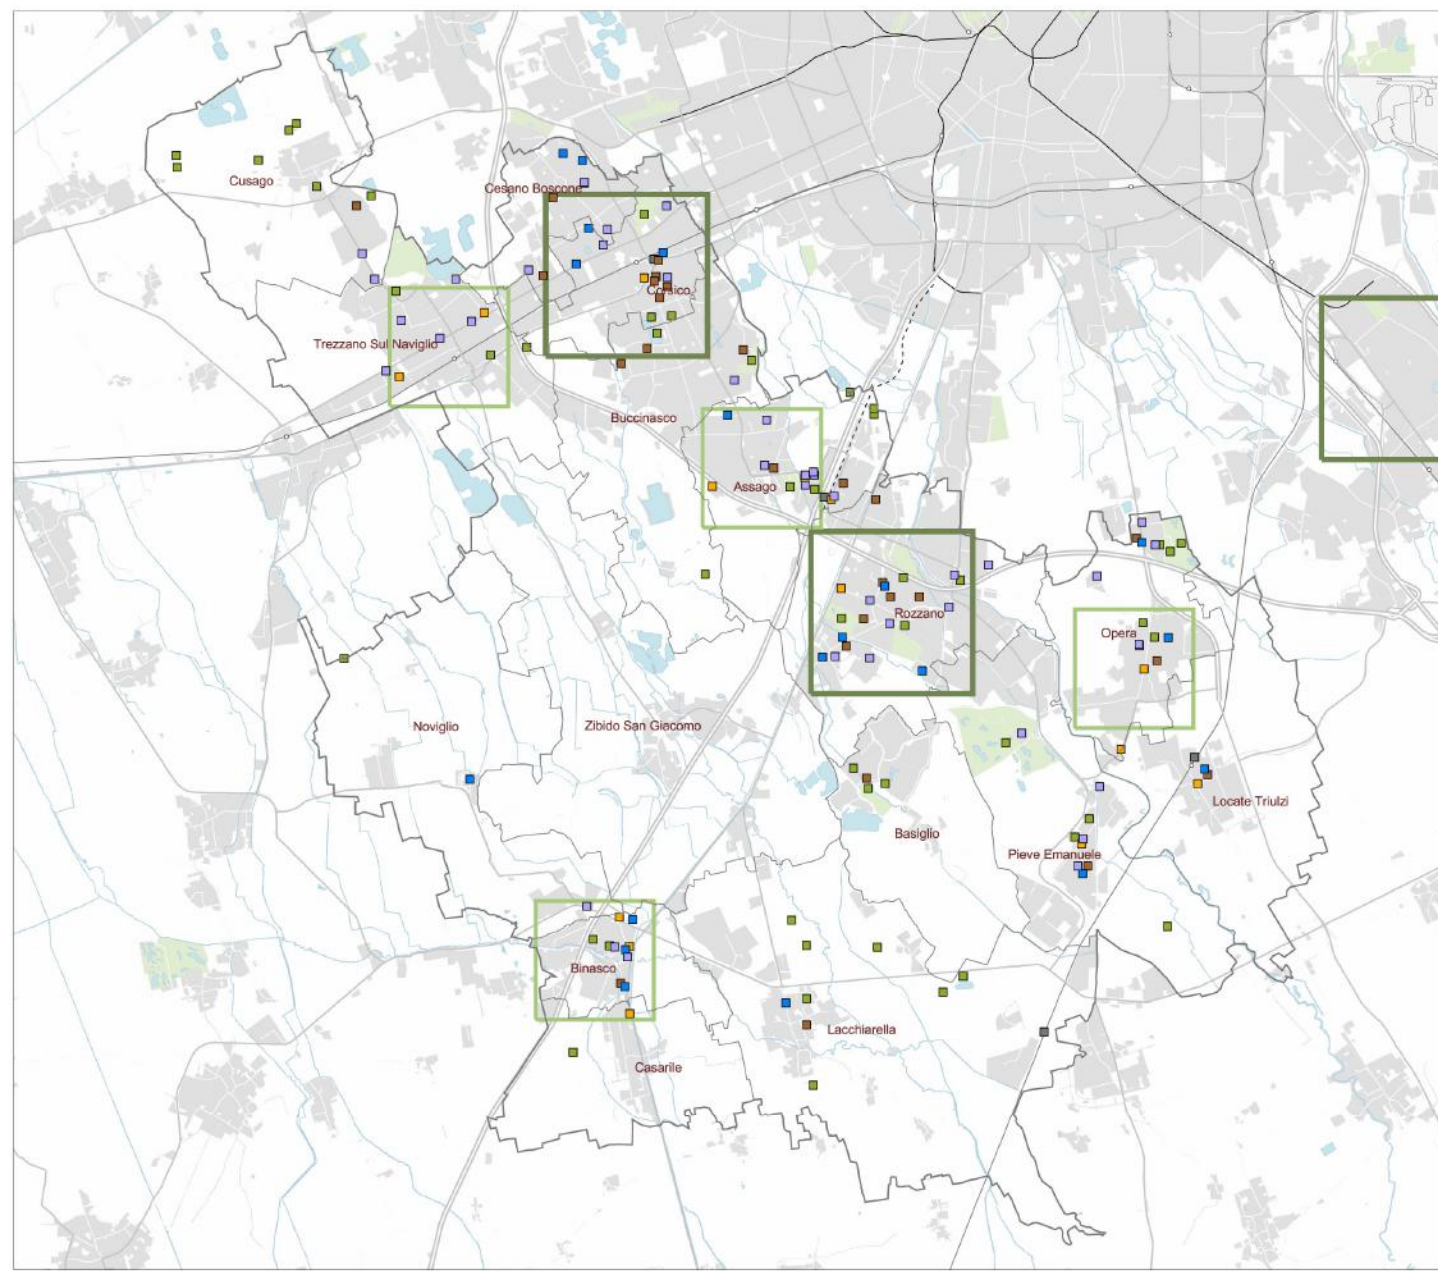 Cusago
Cesano Boscone
Corsico
Trezzano Sul Naviglio
Buccinasco
Assago
Rozzano
Opera
Noviglio
Zibido San Giacomo
Locate Triulzi
Basiglio
Pieve Emanuele
Binasco
Lacchiarella
Casarile